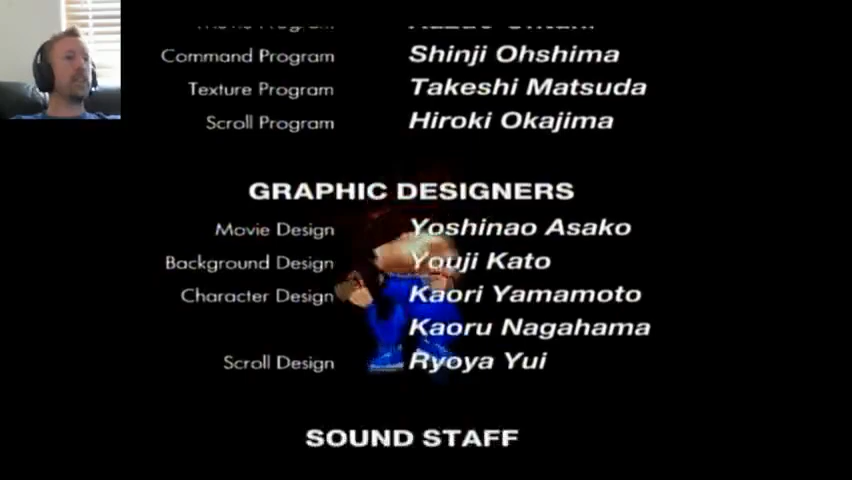 Command Program Shinji Ohshima
Texture Program Takeshi Matsuda
Scroll Program Hiroki Okajima
GRAPHIC DESIGNERS
Movie Design Yoshinao Asako
Background Design Youji Kato
Character Design Kaori Yamamoto
Kaoru Nagahama
Scroll Design Ryoya Yui
SOUND STAFF